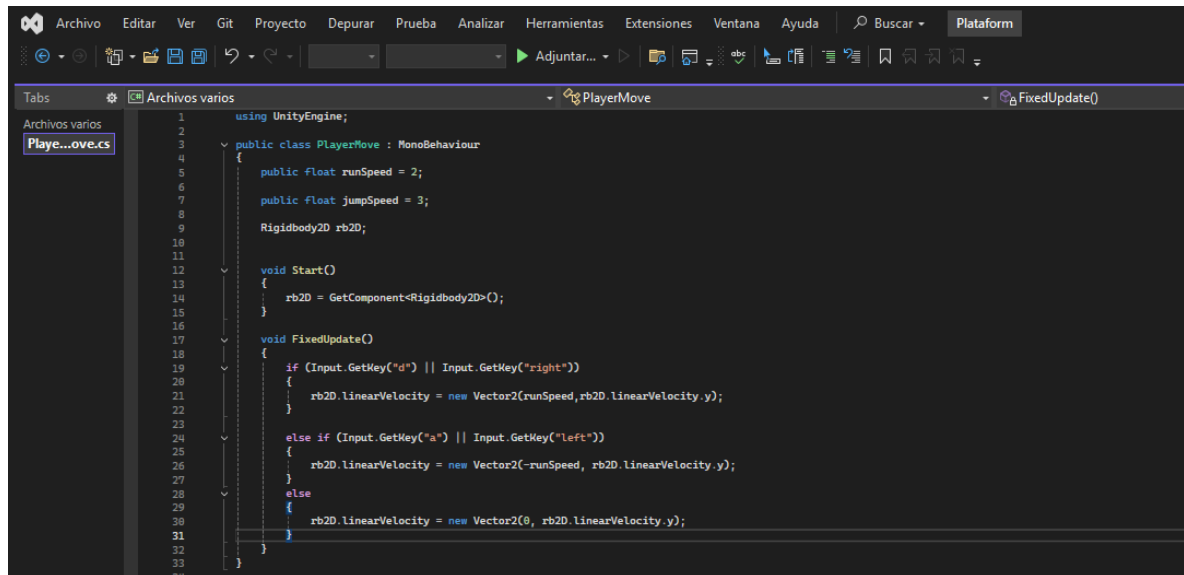 Archivo Editar Ver Git Proyecto Depurar Prueba Analizar Herramientas Extensiones Ventana Ayuda Buscar Plataform
Adjuntar...
Tabs Archivos varios PlayerMove FixedUpdate()
Archivos varios
Playe...ove.cs
1 using UnityEngine;
2
3 public class PlayerMove : MonoBehaviour
4 {
5 public float runSpeed = 2;
6
7 public float jumpSpeed = 3;
8
9 Rigidbody2D rb2D;
10
11
12 void Start()
13 {
14 rb2D = GetComponent<Rigidbody2D>();
15 }
16
17 void FixedUpdate()
18 {
19 if (Input.GetKey("d") || Input.GetKey("right"))
20 {
21 rb2D.linearVelocity = new Vector2(runSpeed,rb2D.linearVelocity.y);
22 }
23
24 else if (Input.GetKey("a") || Input.GetKey("left"))
25 {
26 rb2D.linearVelocity = new Vector2(-runSpeed, rb2D.linearVelocity.y);
27 }
28 else
29 {
30 rb2D.linearVelocity = new Vector2(0, rb2D.linearVelocity.y);
31 }
32 }
33 }